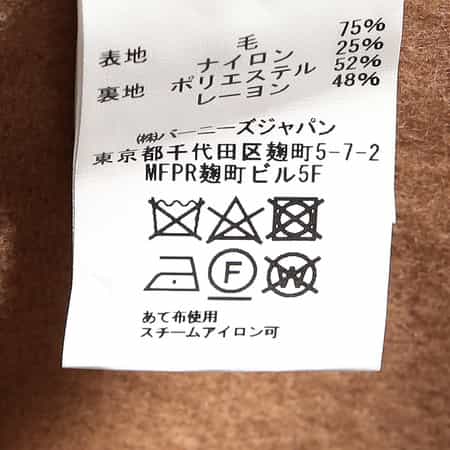 表地 毛 75%
ナイロン 25%
裏地 ポリエステル 52%
レーヨン 48%
㈱バーニーズジャパン
東京都千代田区麹町5-7-2
MFPR麹町ビル5F
F W
あて布使用
スチームアイロン可